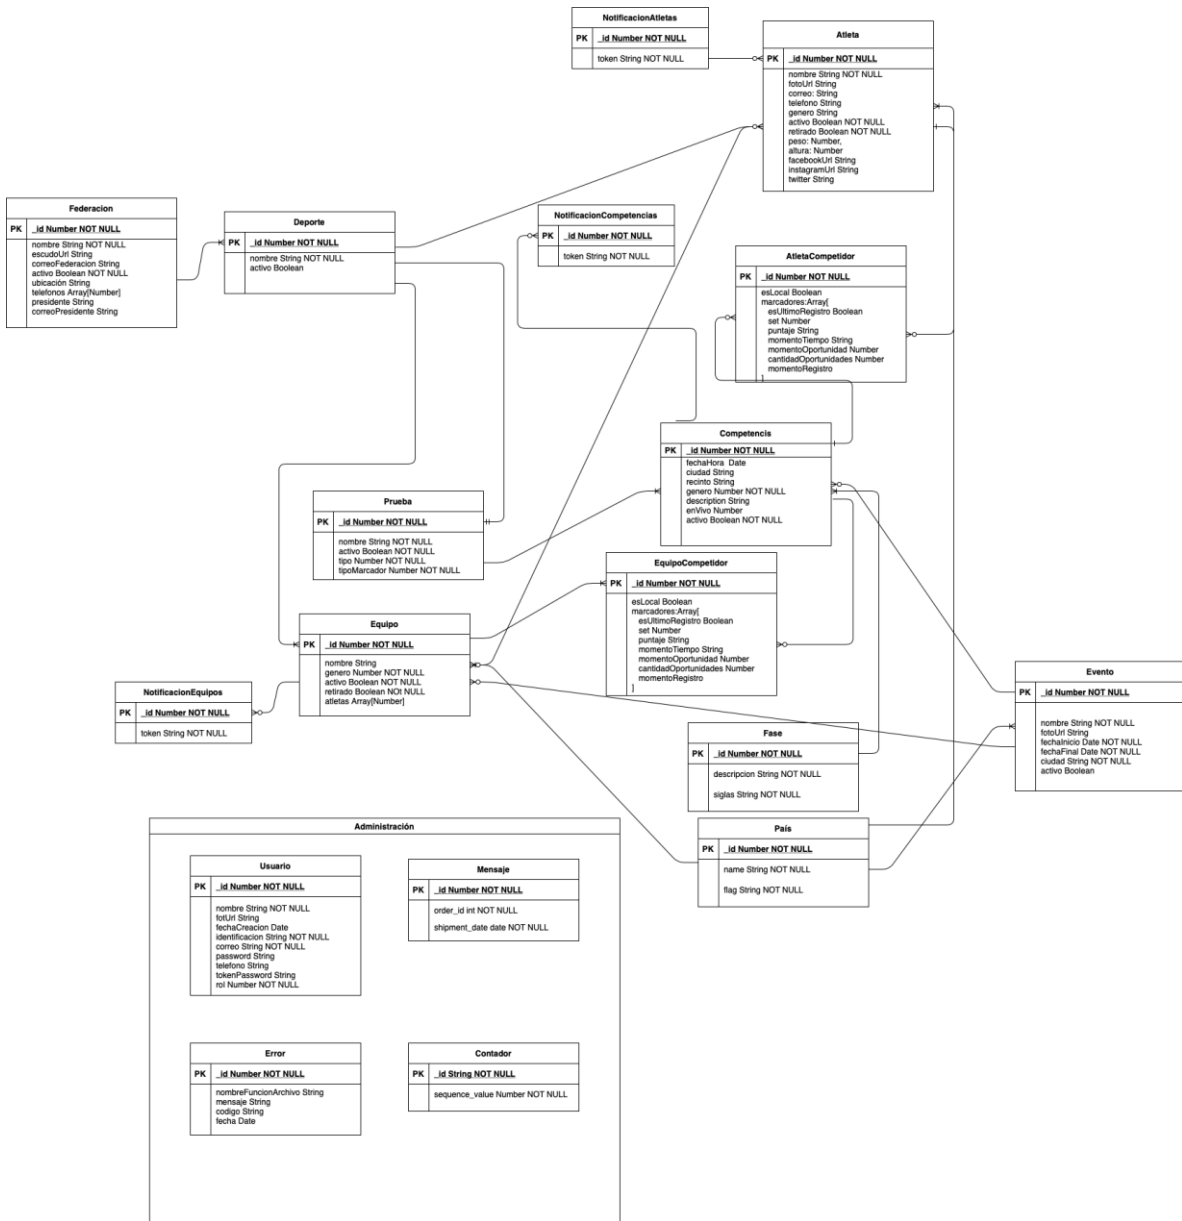 NotificacionAtletas
PK _id Number NOT NULL
token String NOT NULL
Atleta
PK _id Number NOT NULL
nombre String NOT NULL
fotoUrl String
correo: String
telefono String
genero String
activo Boolean NOT NULL
retirado Boolean NOT NULL
peso: Number,
altura: Number
facebookUrl String
instagramUrl String
twitter String
Federacion
PK _id Number NOT NULL
nombre String NOT NULL
escudoUrl String
correoFederacion String
activo Boolean NOT NULL
ubicación String
telefonos Array[Number]
presidente String
correoPresidente String
Deporte
PK _id Number NOT NULL
nombre String NOT NULL
activo Boolean
NotificacionCompetencias
PK _id Number NOT NULL
token String NOT NULL
AtletaCompetidor
PK _id Number NOT NULL
esLocal Boolean
marcadores:Array[
esUltimoRegistro Boolean
set Number
puntaje String
momentoTiempo String
momentoOportunidad Number
cantidadOportunidades Number
momentoRegistro
]
Competencis
PK _id Number NOT NULL
fechaHora Date
ciudad String
recinto String
genero Number NOT NULL
description String
enVIvo Number
activo Boolean NOT NULL
Prueba
PK _id Number NOT NULL
nombre String NOT NULL
activo Boolean NOT NULL
tipo Number NOT NULL
tipoMarcador Number NOT NULL
EquipoCompetidor
PK _id Number NOT NULL
esLocal Boolean
marcadores:Array[
esUltimoRegistro Boolean
set Number
puntaje String
momentoTiempo String
momentoOportunidad Number
cantidadOportunidades Number
momentoRegistro
]
Equipo
PK _id Number NOT NULL
nombre String
genero Number NOT NULL
activo Boolean NOT NULL
retirado Boolean NOt NULL
atletas Array[Number]
NotificacionEquipos
PK _id Number NOT NULL
token String NOT NULL
Evento
PK _id Number NOT NULL
nombre String NOT NULL
fotoUrl String
fechaInicio Date NOT NULL
fechaFinal Date NOT NULL
ciudad String NOT NULL
activo Boolean
Fase
PK _id Number NOT NULL
descripcion String NOT NULL
siglas String NOT NULL
País
PK _id Number NOT NULL
name String NOT NULL
flag String NOT NULL
Administración
Usuario
PK _id Number NOT NULL
nombre String NOT NULL
fotUrl String
fechaCreacion Date
identificacion String NOT NULL
correo String NOT NULL
password String
telefono String
tokenPassword String
rol Number NOT NULL
Mensaje
PK _id Number NOT NULL
order_id int NOT NULL
shipment_date date NOT NULL
Error
PK _id Number NOT NULL
nombreFuncionArchivo String
mensaje String
codigo String
fecha Date
Contador
PK _id String NOT NULL
sequence_value Number NOT NULL